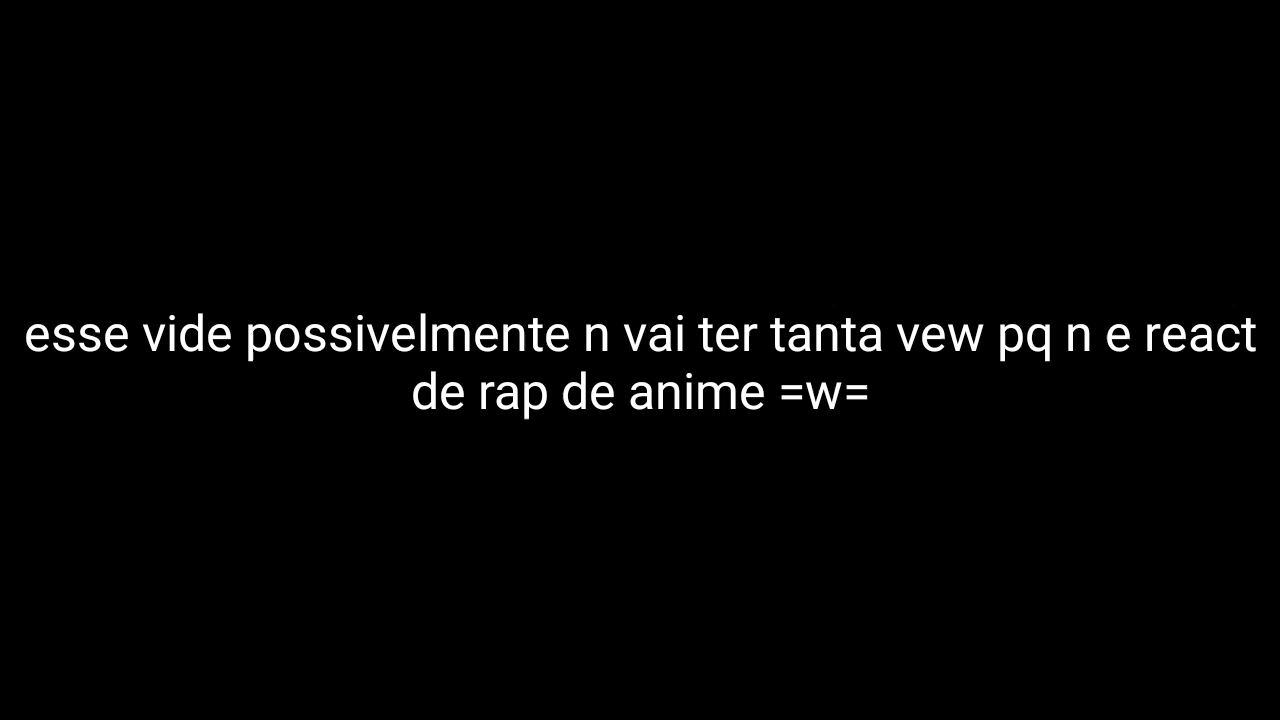 esse vide possivelmente n vai ter tanta vew pq n e react
de rap de anime =w=